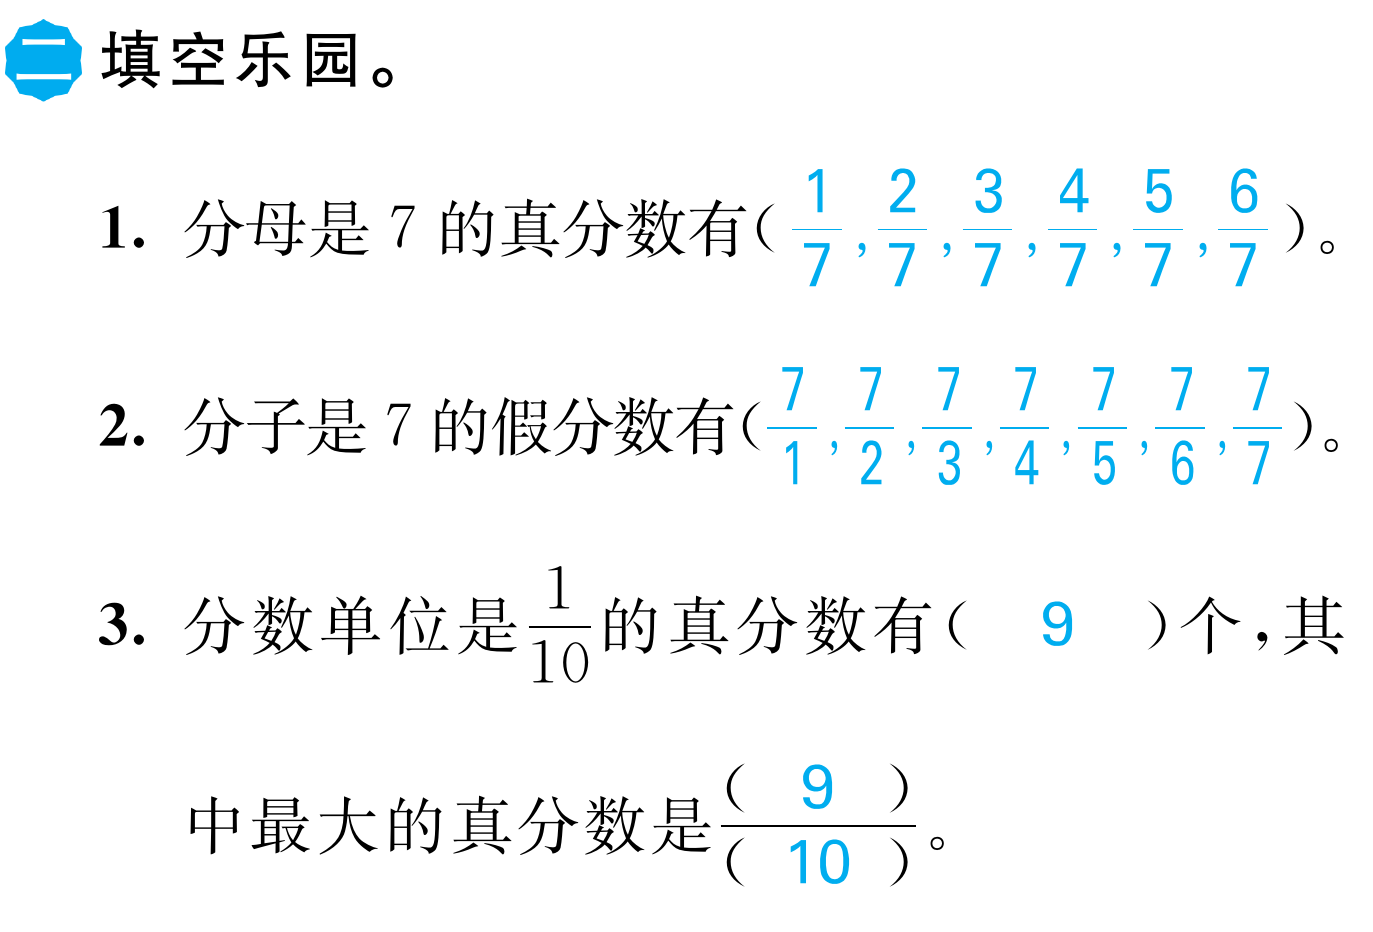 二 填空乐园。
1. 分母是 7 的真分数有( 1/7 , 2/7 , 3/7 , 4/7 , 5/7 , 6/7 )。
2. 分子是 7 的假分数有( 7/1 , 7/2 , 7/3 , 7/4 , 7/5 , 7/6 , 7/7 )。
3. 分数单位是 1/10 的真分数有( 9 )个,其
中最大的真分数是 ( 9 )/( 10 ) 。